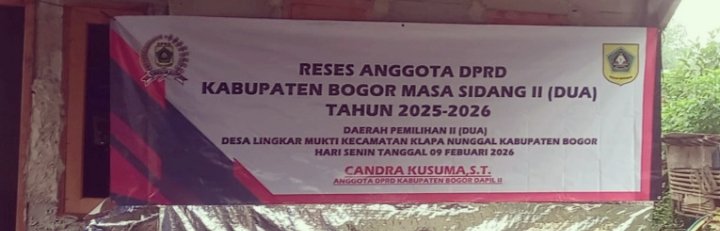 RESES ANGGOTA DPRD
KABUPATEN BOGOR MASA SIDANG II (DUA)
TAHUN 2025-2026
DAERAH PEMILIHAN II (DUA)
DESA LINGKAR MUKTI KECAMATAN KLAPA NUNGGAL KABUPATEN BOGOR
HARI SENIN TANGGAL 09 FEBUARI 2026
CANDRA KUSUMA,S.T.
ANGGOTA DPRD KABUPATEN BOGOR DAPIL II